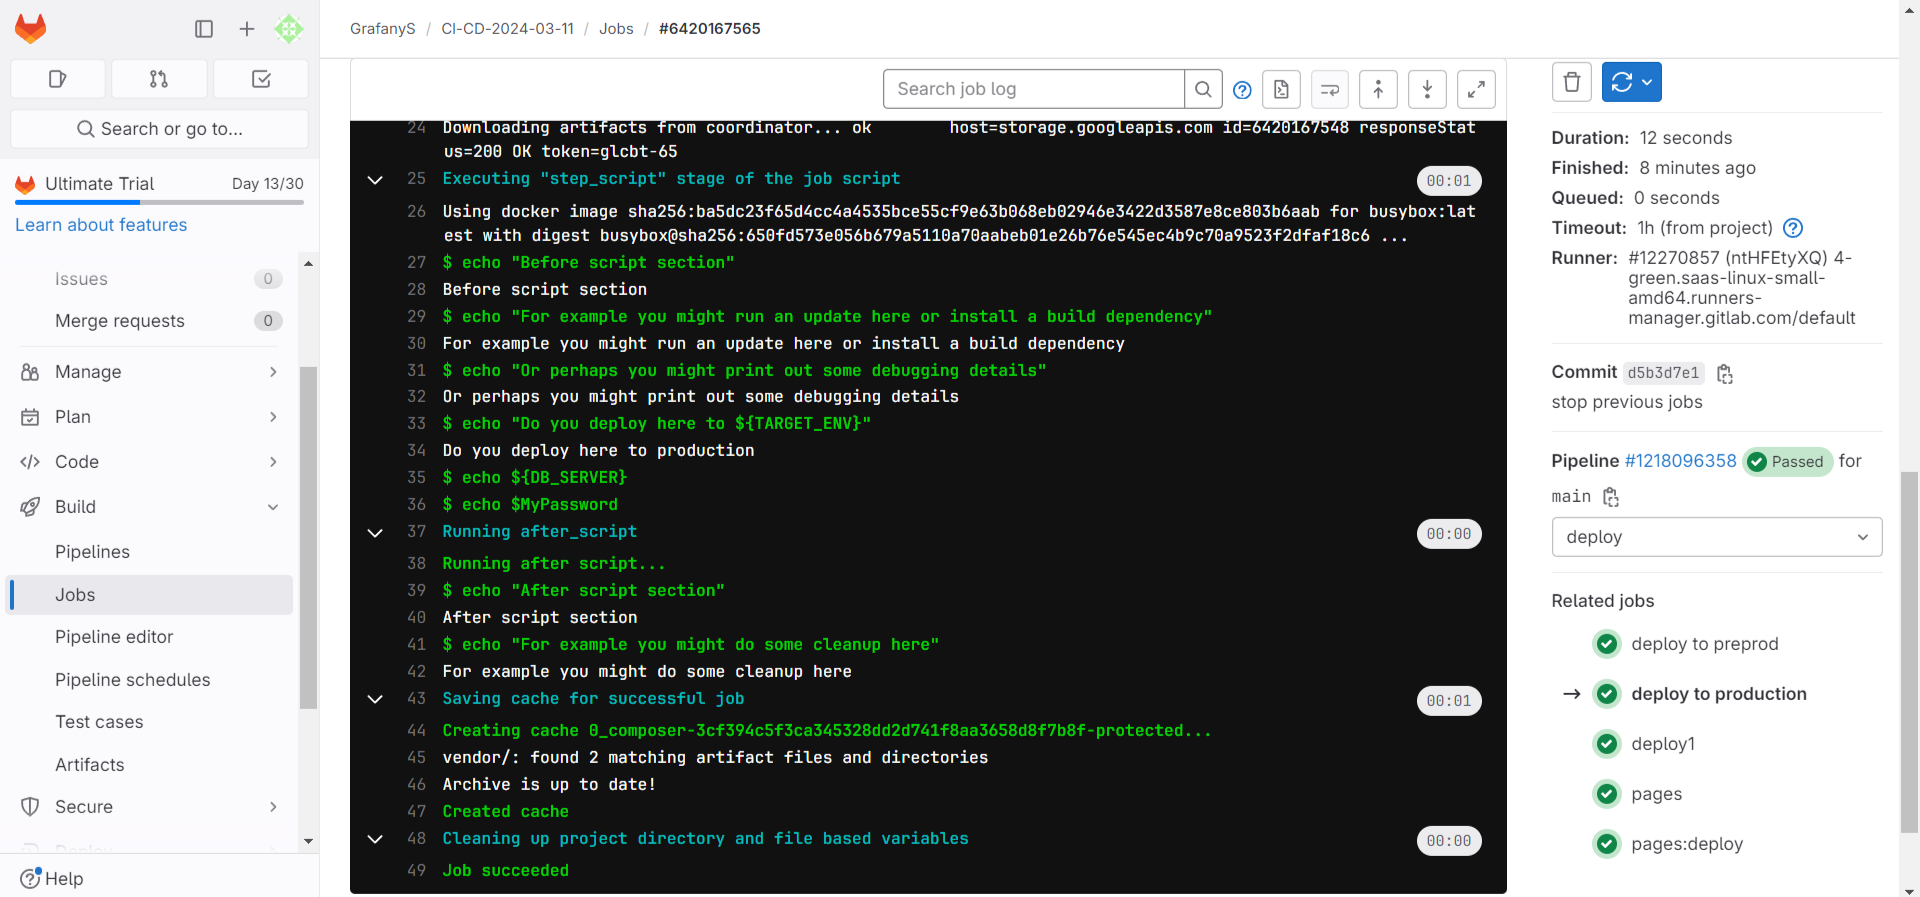 GrafanyS / CI-CD-2024-03-11 / Jobs / #6420167565
Search or go to...
Ultimate Trial Day 13/30
Learn about features
Issues 0
Merge requests 0
Manage
Plan
Code
Build
Pipelines
Jobs
Pipeline editor
Pipeline schedules
Test cases
Artifacts
Secure
Deploy
Help
Search job log
24 Downloading artifacts from coordinator... ok host=storage.googleapis.com id=6420167548 responseStat
us=200 OK token=glcbt-65
25 Executing "step_script" stage of the job script 00:01
26 Using docker image sha256:ba5dc23f65d4cc4a4535bce55cf9e63b068eb02946e3422d3587e8ce803b6aab for busybox:lat
est with digest busybox@sha256:650fd573e056b679a5110a70aabeb01e26b76e545ec4b9c70a9523f2dfaf18c6 ...
27 $ echo "Before script section"
28 Before script section
29 $ echo "For example you might run an update here or install a build dependency"
30 For example you might run an update here or install a build dependency
31 $ echo "Or perhaps you might print out some debugging details"
32 Or perhaps you might print out some debugging details
33 $ echo "Do you deploy here to ${TARGET_ENV}"
34 Do you deploy here to production
35 $ echo ${DB_SERVER}
36 $ echo $MyPassword
37 Running after_script 00:00
38 Running after script...
39 $ echo "After script section"
40 After script section
41 $ echo "For example you might do some cleanup here"
42 For example you might do some cleanup here
43 Saving cache for successful job 00:01
44 Creating cache 0_composer-3cf394c5f3ca345328dd2d741f8aa3658d8f7b8f-protected...
45 vendor/: found 2 matching artifact files and directories
46 Archive is up to date!
47 Created cache
48 Cleaning up project directory and file based variables 00:00
49 Job succeeded
Duration: 12 seconds
Finished: 8 minutes ago
Queued: 0 seconds
Timeout: 1h (from project)
Runner: #12270857 (ntHFEtyXQ) 4-
green.saas-linux-small-
amd64.runners-
manager.gitlab.com/default
Commit d5b3d7e1
stop previous jobs
Pipeline #1218096358 Passed for
main
deploy
Related jobs
deploy to preprod
→ deploy to production
deploy1
pages
pages:deploy